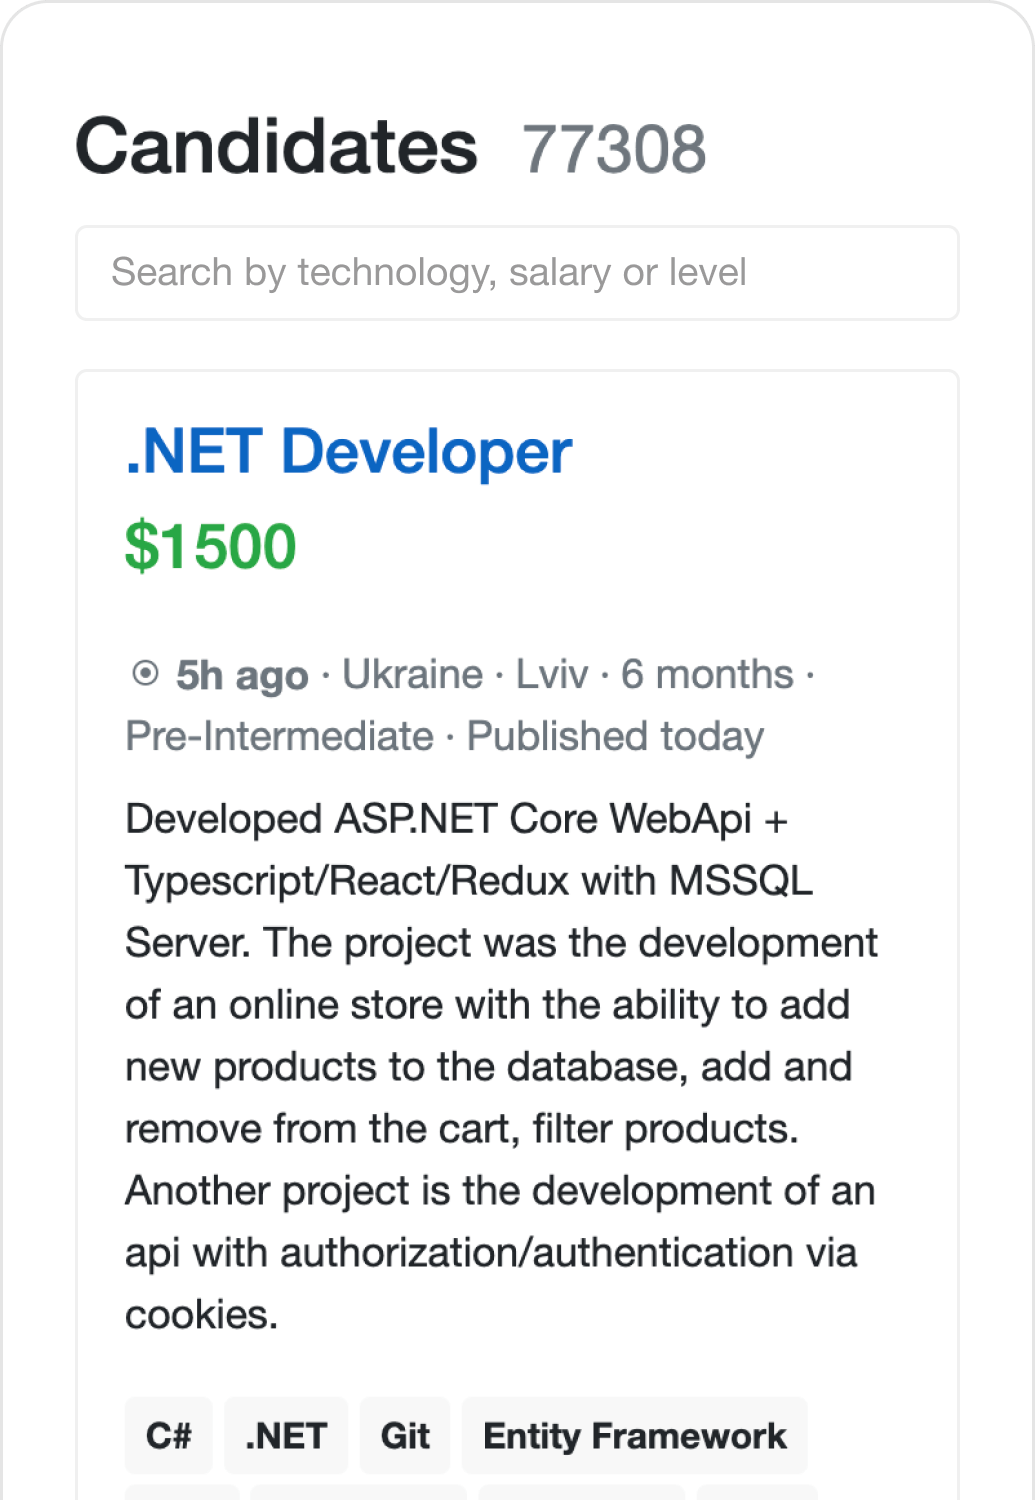 Candidates 77308
Search by technology, salary or level
.NET Developer
$1500
5h ago · Ukraine · Lviv · 6 months ·
Pre-Intermediate · Published today
Developed ASP.NET Core WebApi +
Typescript/React/Redux with MSSQL
Server. The project was the development
of an online store with the ability to add
new products to the database, add and
remove from the cart, filter products.
Another project is the development of an
api with authorization/authentication via
cookies.
C# .NET Git Entity Framework